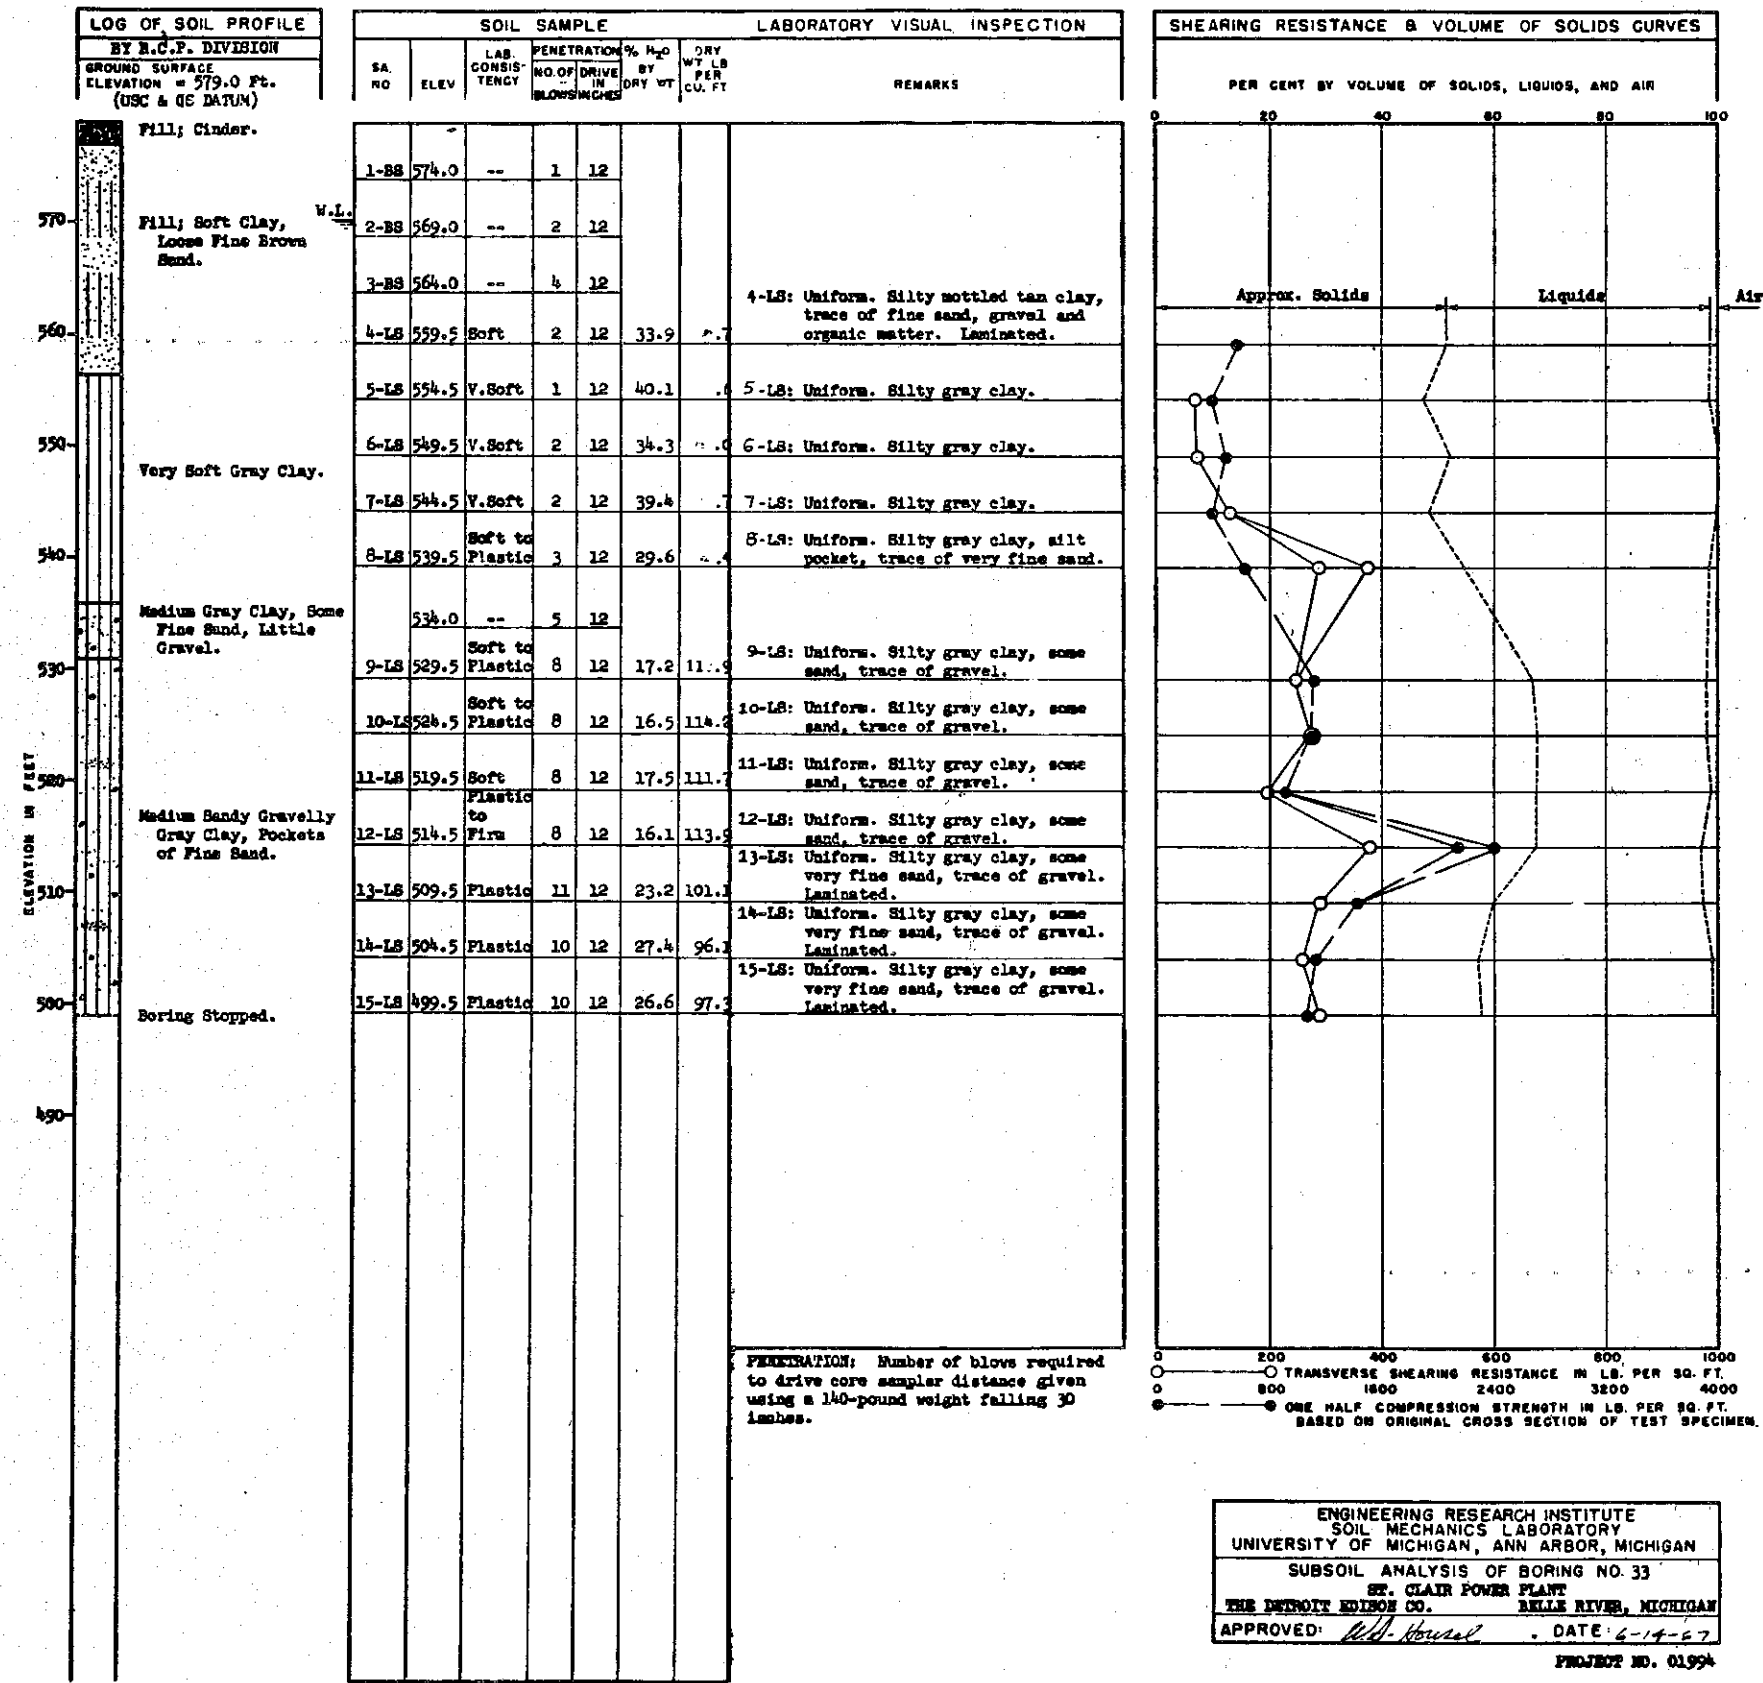 LOG OF SOIL PROFILE
BY R.C.P. DIVISION
GROUND SURFACE
ELEVATION = 579.0 Ft.
(USC & GS DATUM)
SOIL SAMPLE
LABORATORY VISUAL INSPECTION
SA. NO
ELEV
LAB. CONSIS-TENCY
PENETRATION
NO. OF BLOWS
DRIVE IN INCHES
% H2O BY DRY WT
DRY WT LB PER CU. FT
REMARKS
SHEARING RESISTANCE & VOLUME OF SOLIDS CURVES
PER CENT BY VOLUME OF SOLIDS, LIQUIDS, AND AIR
0 20 40 60 80 100
Approx. Solids Liquids Air
ELEVATION IN FEET
570
560
550
540
530
520
510
500
490
Fill; Cinder.
W.L.
Fill; Soft Clay,
Loose Fine Brown
Sand.
Very Soft Gray Clay.
Medium Gray Clay, Some
Fine Sand, Little
Gravel.
Medium Sandy Gravelly
Gray Clay, Pockets
of Fine Sand.
Boring Stopped.
1-BS 574.0 -- 1 12
2-BS 569.0 -- 2 12
3-BS 564.0 -- 4 12
4-LS 559.5 Soft 2 12 33.9
5-LS 554.5 V.Soft 1 12 40.1
6-LS 549.5 V.Soft 2 12 34.3
7-LS 544.5 V.Soft 2 12 39.4
8-LS 539.5 Soft to Plastic 3 12 29.6
534.0 -- 5 12
9-LS 529.5 Soft to Plastic 8 12 17.2
10-LS 524.5 Soft to Plastic 8 12 16.5 114.2
11-LS 519.5 Soft 8 12 17.5 111.7
12-LS 514.5 Plastic to Firm 8 12 16.1 113.9
13-LS 509.5 Plastic 11 12 23.2 101.1
14-LS 504.5 Plastic 10 12 27.4 96.1
15-LS 499.5 Plastic 10 12 26.6 97.3
4-LS: Uniform. Silty mottled tan clay,
trace of fine sand, gravel and
organic matter. Laminated.
5-LS: Uniform. Silty gray clay.
6-LS: Uniform. Silty gray clay.
7-LS: Uniform. Silty gray clay.
8-LS: Uniform. Silty gray clay, silt
pocket, trace of very fine sand.
9-LS: Uniform. Silty gray clay, some
sand, trace of gravel.
10-LS: Uniform. Silty gray clay, some
sand, trace of gravel.
11-LS: Uniform. Silty gray clay, some
sand, trace of gravel.
12-LS: Uniform. Silty gray clay, some
sand, trace of gravel.
13-LS: Uniform. Silty gray clay, some
very fine sand, trace of gravel.
Laminated.
14-LS: Uniform. Silty gray clay, some
very fine sand, trace of gravel.
Laminated.
15-LS: Uniform. Silty gray clay, some
very fine sand, trace of gravel.
Laminated.
PENETRATION: Number of blows required
to drive core sampler distance given
using a 140-pound weight falling 30
inches.
0 200 400 600 800 1000
TRANSVERSE SHEARING RESISTANCE IN LB. PER SQ. FT.
0 800 1600 2400 3200 4000
ONE HALF COMPRESSION STRENGTH IN LB. PER SQ. FT.
BASED ON ORIGINAL CROSS SECTION OF TEST SPECIMEN.
ENGINEERING RESEARCH INSTITUTE
SOIL MECHANICS LABORATORY
UNIVERSITY OF MICHIGAN, ANN ARBOR, MICHIGAN
SUBSOIL ANALYSIS OF BORING NO. 33
ST. CLAIR POWER PLANT
THE DETROIT EDISON CO. BELLE RIVER, MICHIGAN
APPROVED: W.S. Housel . DATE: 6-14-67
PROJECT NO. 01994